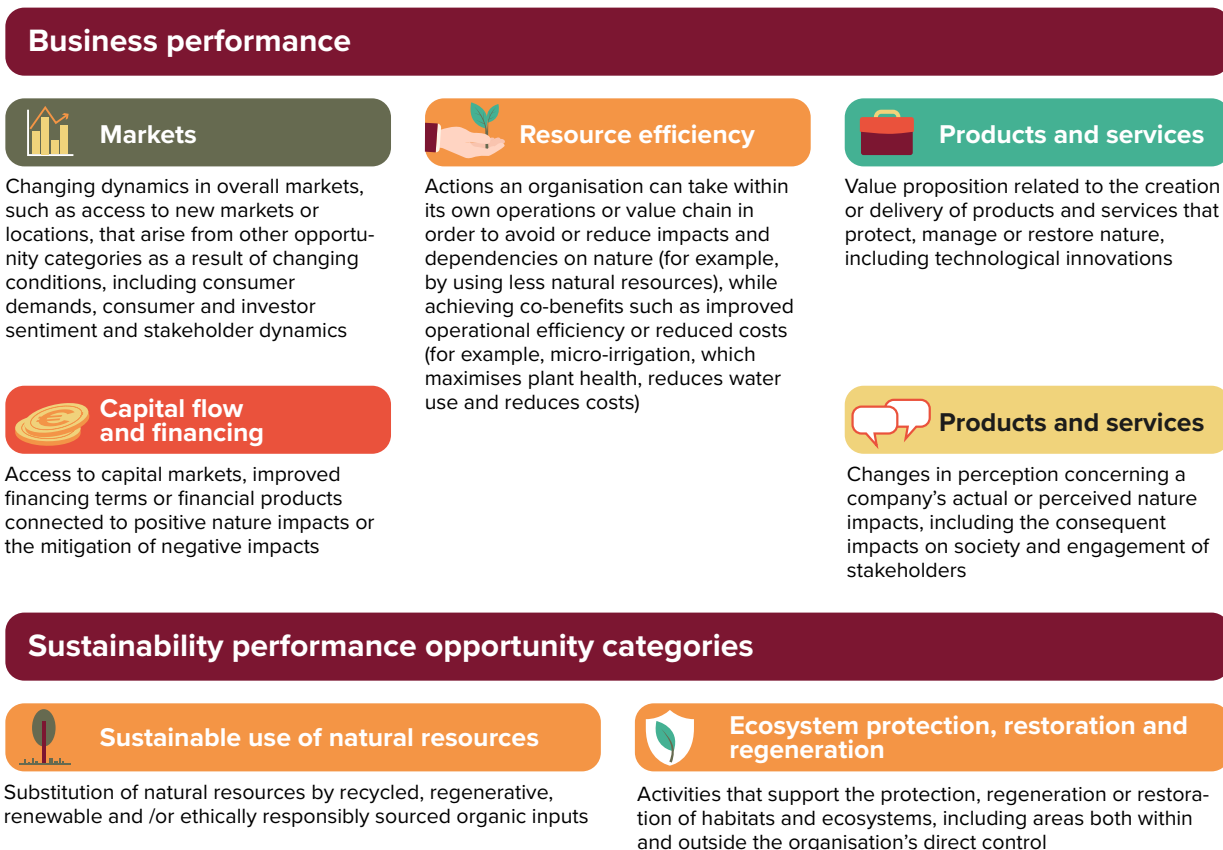 Business performance
Markets
Changing dynamics in overall markets,
such as access to new markets or
locations, that arise from other opportu-
nity categories as a result of changing
conditions, including consumer
demands, consumer and investor
sentiment and stakeholder dynamics
Resource efficiency
Actions an organisation can take within
its own operations or value chain in
order to avoid or reduce impacts and
dependencies on nature (for example,
by using less natural resources), while
achieving co-benefits such as improved
operational efficiency or reduced costs
(for example, micro-irrigation, which
maximises plant health, reduces water
use and reduces costs)
Products and services
Value proposition related to the creation
or delivery of products and services that
protect, manage or restore nature,
including technological innovations
Capital flow
and financing
Access to capital markets, improved
financing terms or financial products
connected to positive nature impacts or
the mitigation of negative impacts
Products and services
Changes in perception concerning a
company’s actual or perceived nature
impacts, including the consequent
impacts on society and engagement of
stakeholders
Sustainability performance opportunity categories
Sustainable use of natural resources
Substitution of natural resources by recycled, regenerative,
renewable and /or ethically responsibly sourced organic inputs
Ecosystem protection, restoration and
regeneration
Activities that support the protection, regeneration or restora-
tion of habitats and ecosystems, including areas both within
and outside the organisation’s direct control